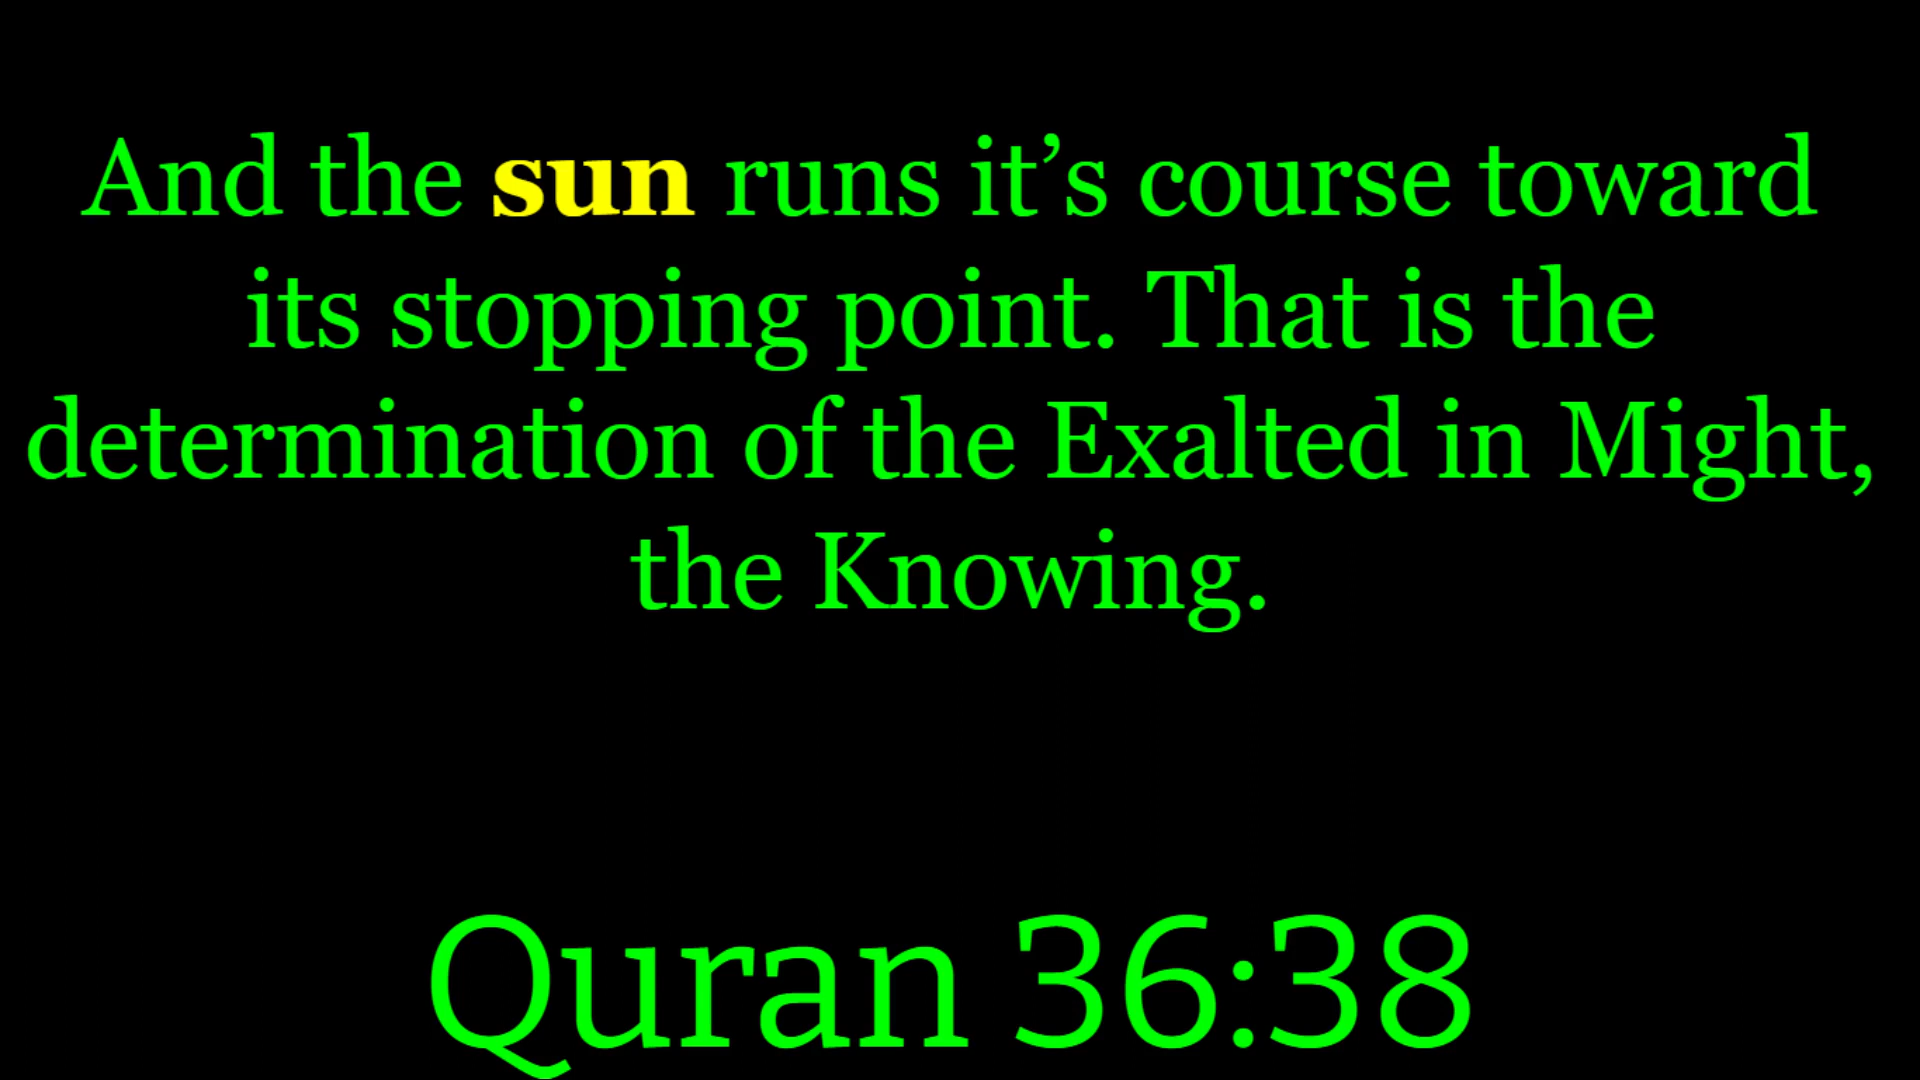 And the sun runs it’s course toward
its stopping point. That is the
determination of the Exalted in Might,
the Knowing.
Quran 36:38